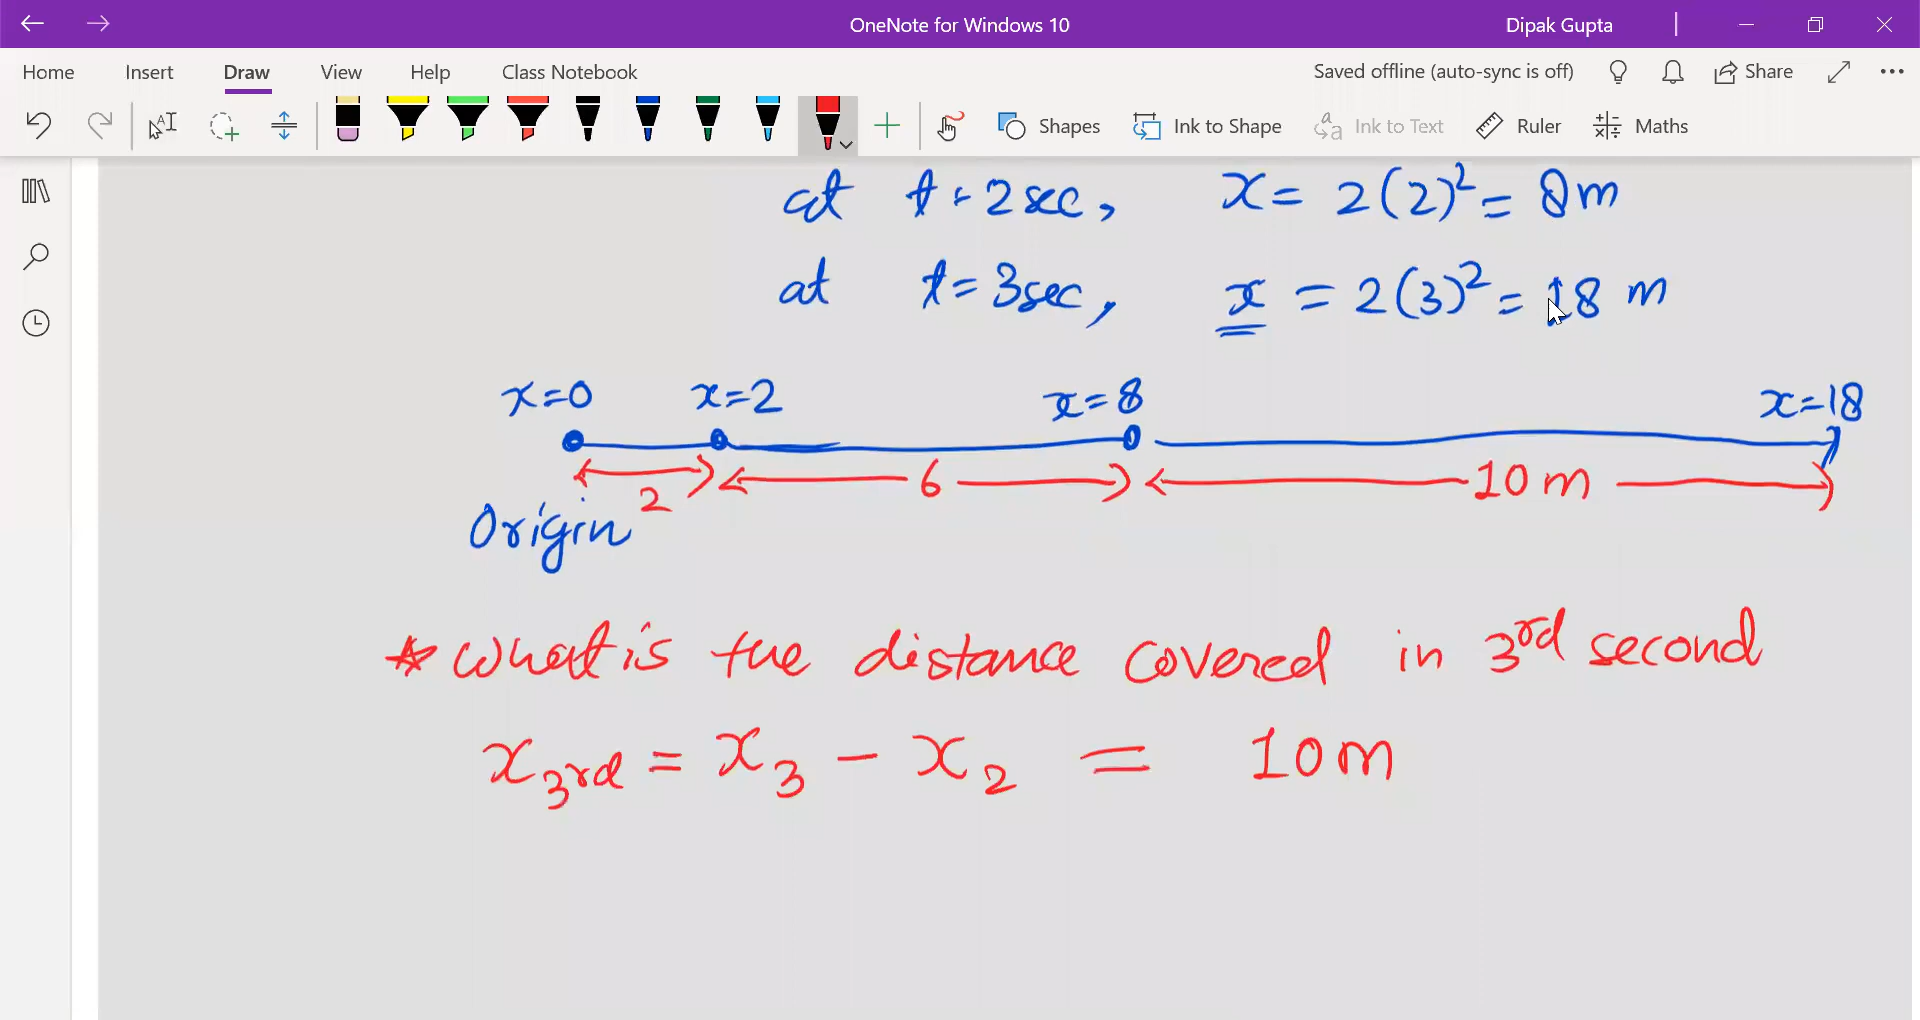 OneNote for Windows 10 Dipak Gupta
Home Insert Draw View Help Class Notebook Saved offline (auto-sync is off) Share
Shapes Ink to Shape Ink to Text Ruler Maths
at t = 2 sec, x = 2(2)² = 8 m
at t = 3 sec, x = 2(3)² = 18 m
x=0 x=2 x=8 x=18
2 6 10 m
Origin
* What is the distance covered in 3rd second
x₃rd = x₃ − x₂ = 10 m